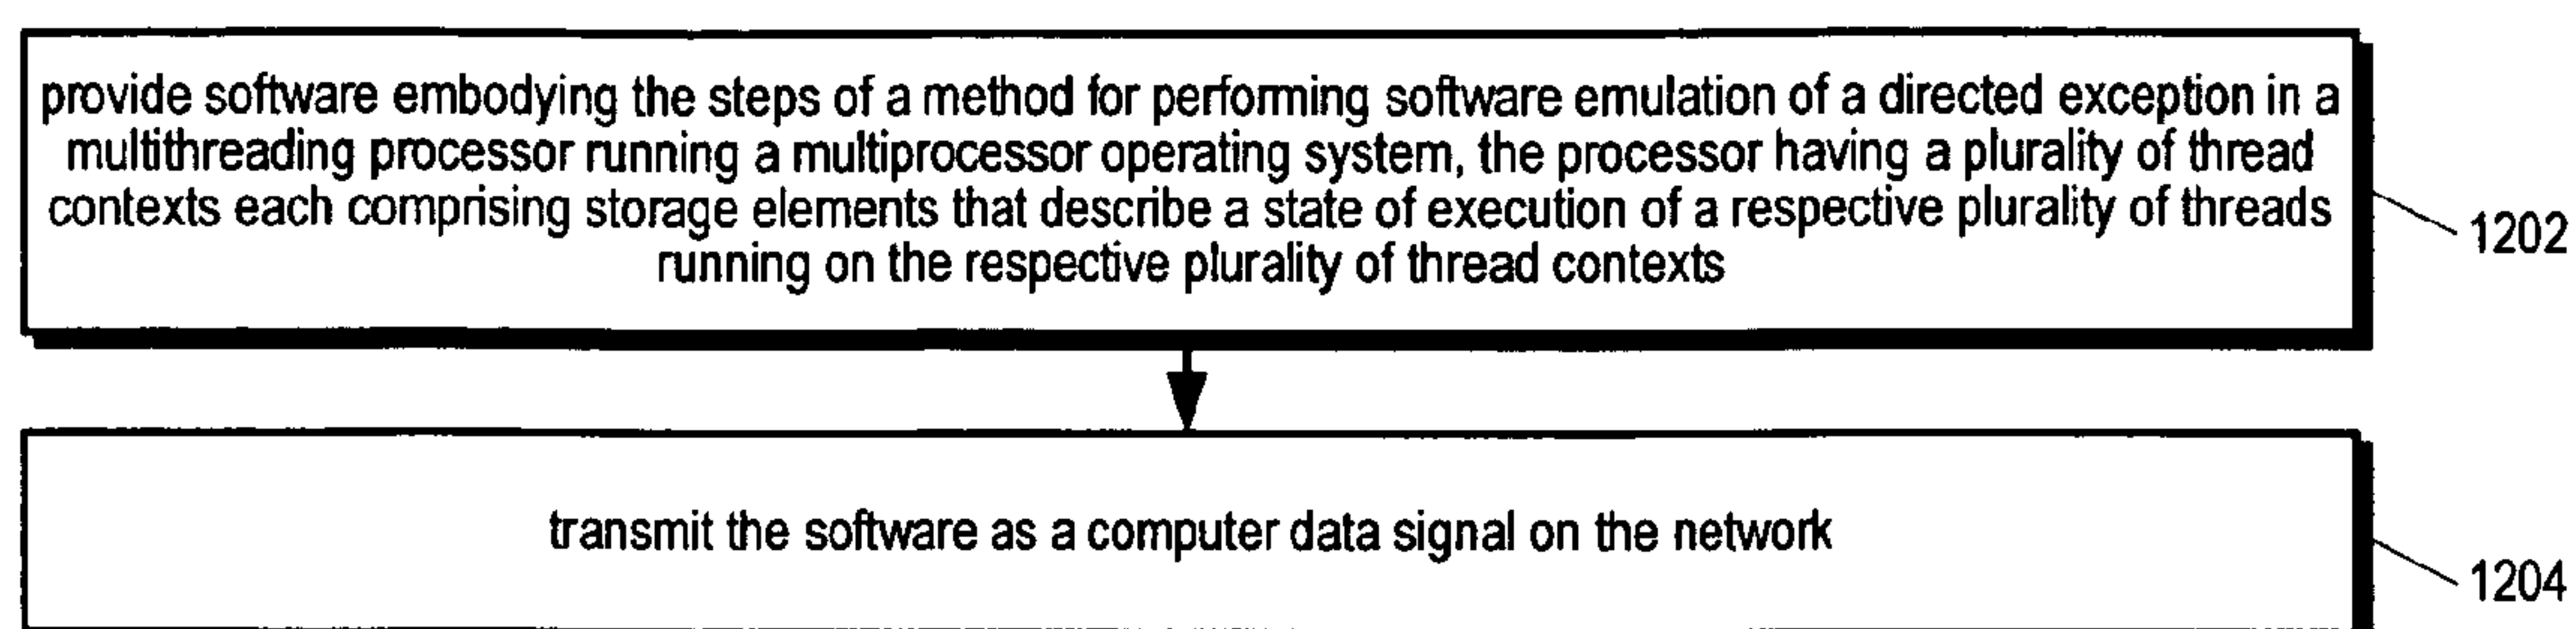 provide software embodying the steps of a method for performing software emulation of a directed exception in a
multithreading processor running a multiprocessor operating system, the processor having a plurality of thread
contexts each comprising storage elements that describe a state of execution of a respective plurality of threads
running on the respective plurality of thread contexts
1202
transmit the software as a computer data signal on the network
1204